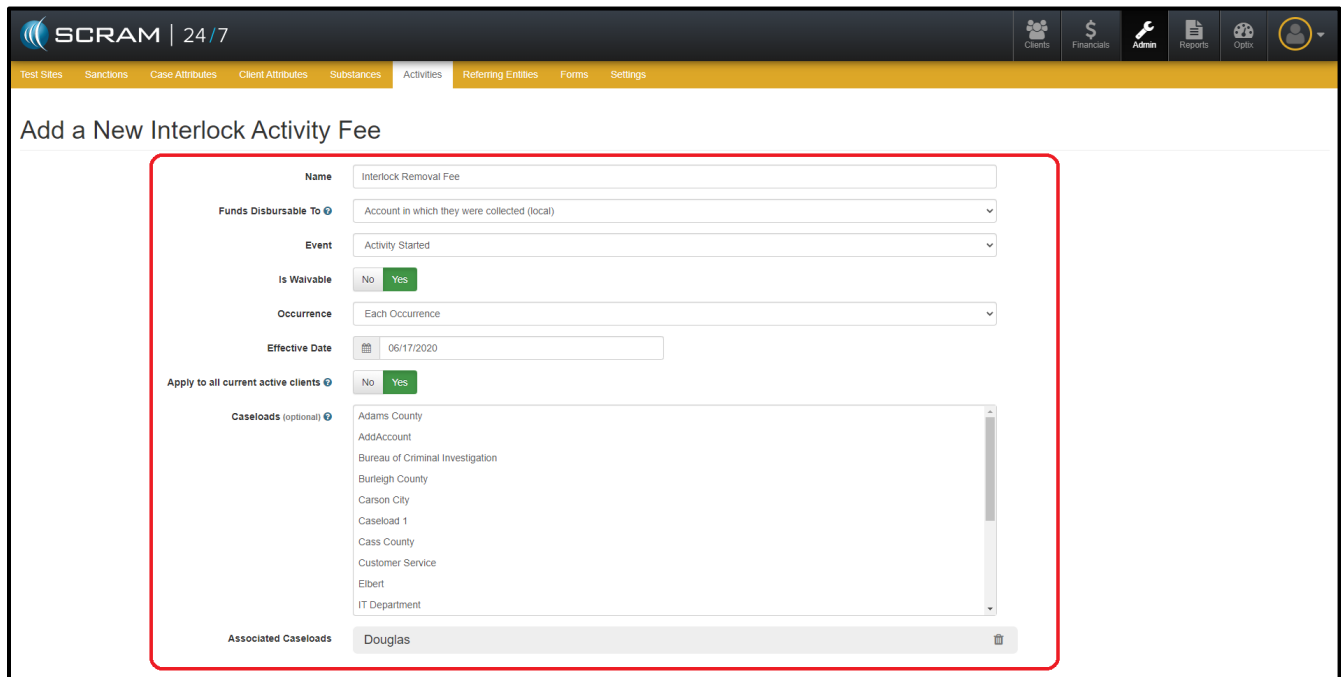 SCRAM | 24/7
Clients Financials Admin Reports Optix
Test Sites Sanctions Case Attributes Client Attributes Substances Activities Referring Entities Forms Settings
Add a New Interlock Activity Fee
Name Interlock Removal Fee
Funds Disbursable To Account in which they were collected (local)
Event Activity Started
Is Waivable No Yes
Occurrence Each Occurrence
Effective Date 06/17/2020
Apply to all current active clients No Yes
Caseloads (optional) Adams County
AddAccount
Bureau of Criminal Investigation
Burleigh County
Carson City
Caseload 1
Cass County
Customer Service
Elbert
IT Department
Associated Caseloads Douglas